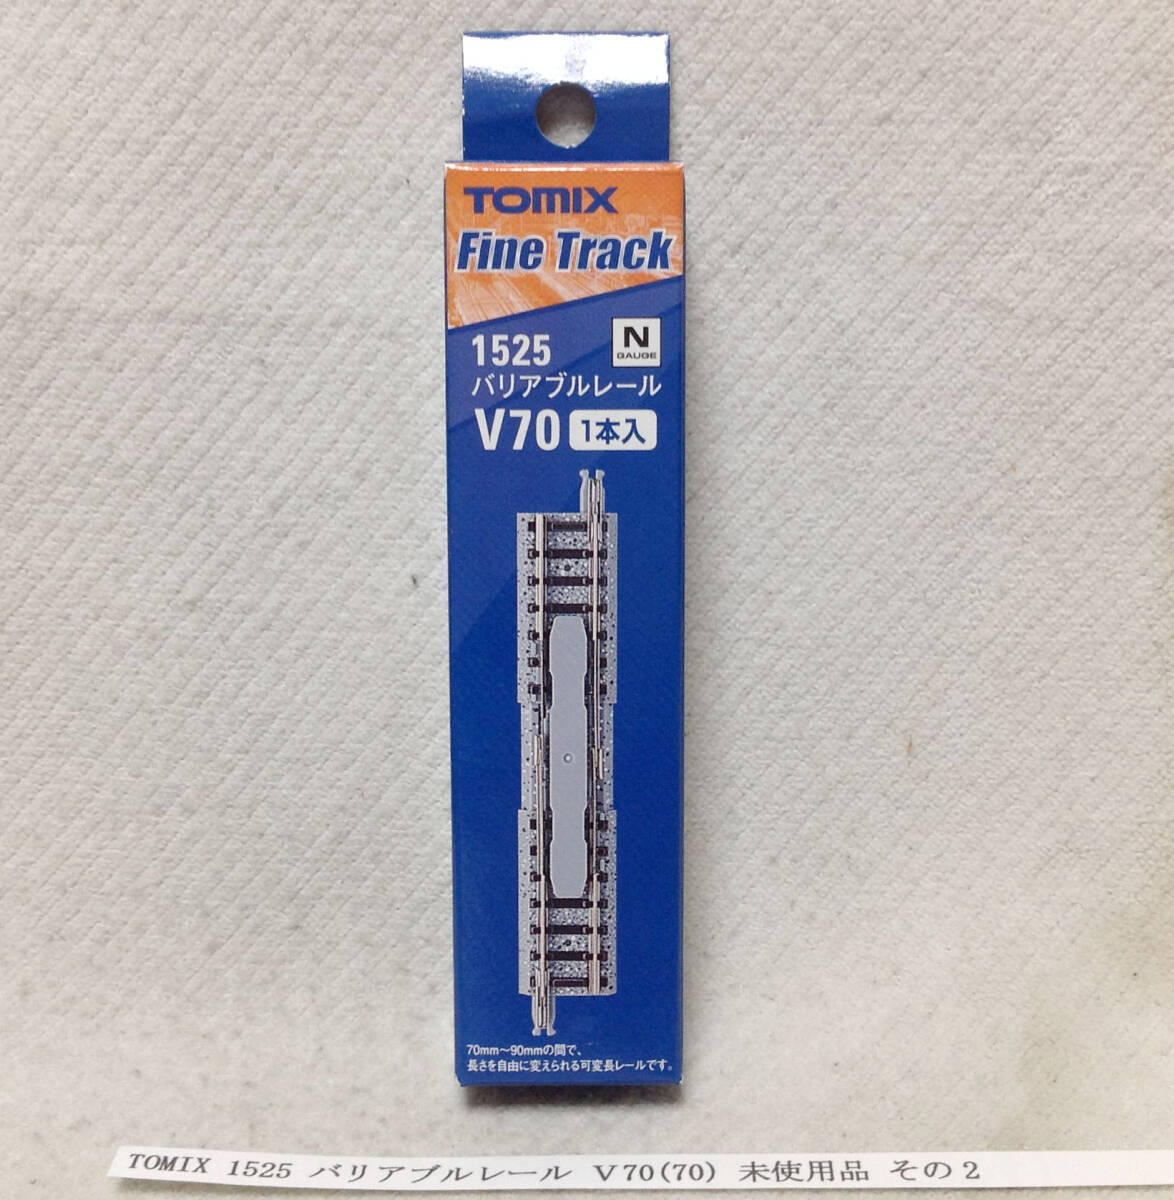 TOMIX
Fine Track
1525
N
GAUGE
バリアブルレール
V70 1本入
70mm～90mmの間で、
長さを自由に変えられる可変長レールです。
TOMIX 1525 バリアブルレール V70(70) 未使用品 その2